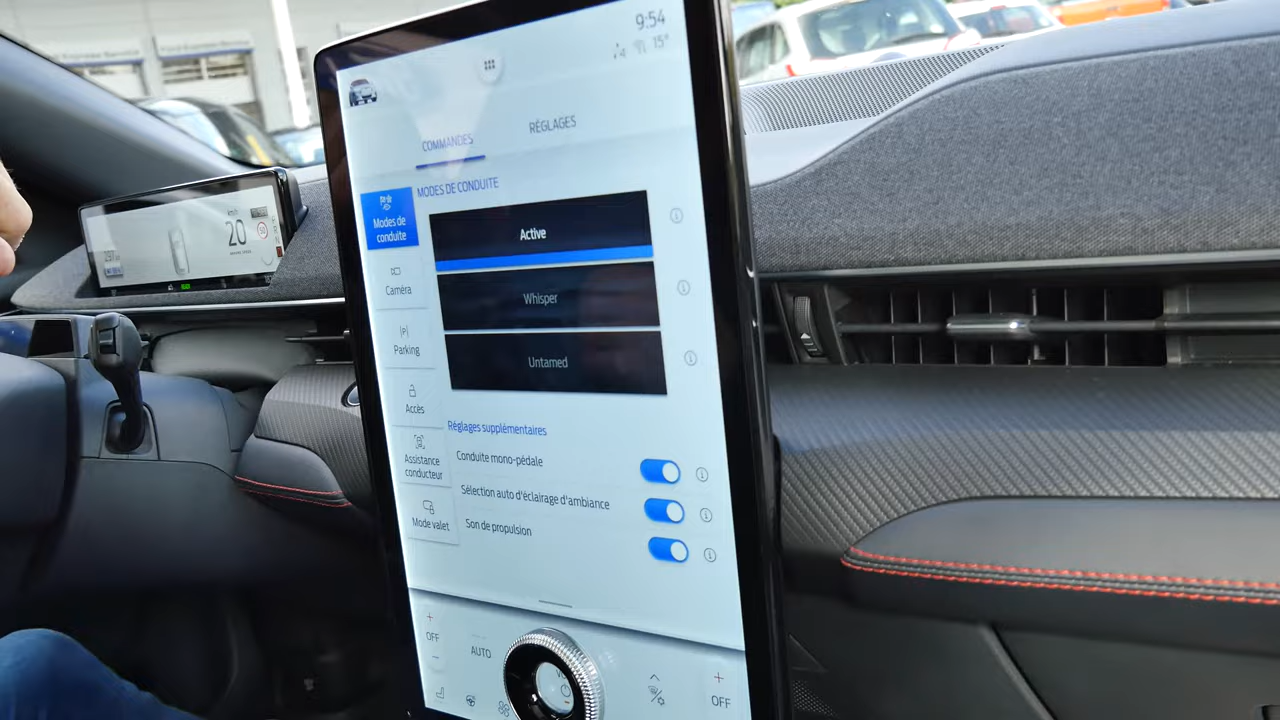 9:54
15°
COMMANDES
RÉGLAGES
MODES DE CONDUITE
Modes de
conduite
Active
Whisper
Untamed
Caméra
Parking
Accès
Assistance
conducteur
Mode valet
Réglages supplémentaires
Conduite mono-pédale
Sélection auto d'éclairage d'ambiance
Son de propulsion
OFF
AUTO
OFF
km/h
20